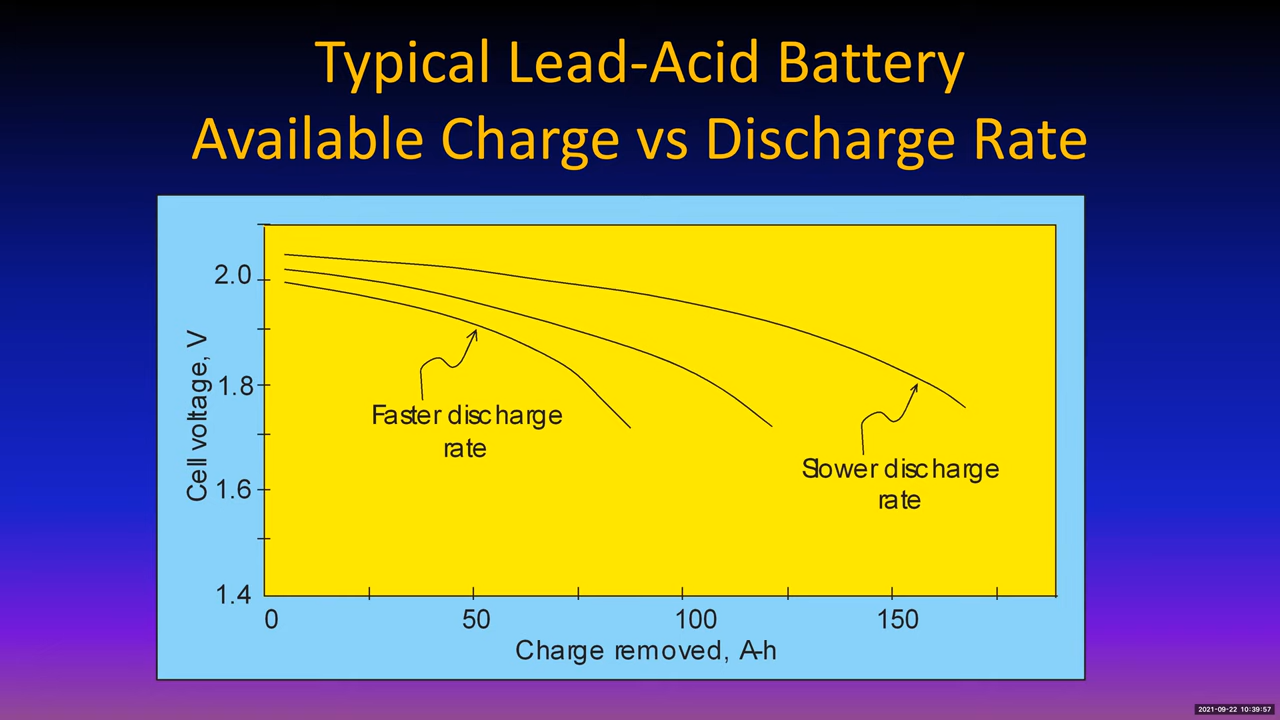 Typical Lead-Acid Battery
Available Charge vs Discharge Rate
Cell voltage, V
2.0
1.8
1.6
1.4
Faster discharge
rate
Slower discharge
rate
0
50
100
150
Charge removed, A-h
2021-09-22 10:39:57